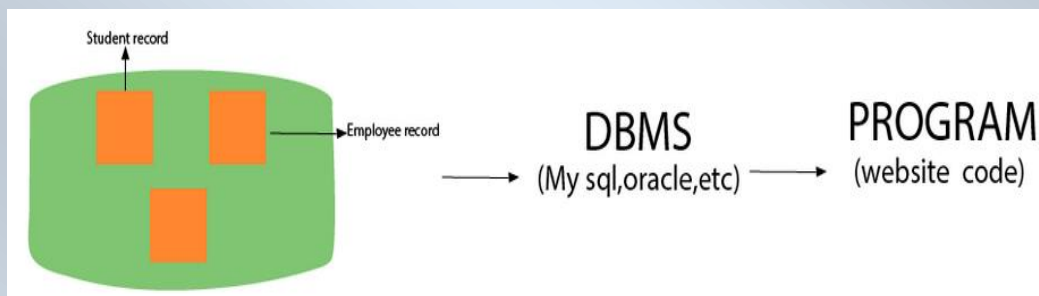 Student record
Employee record
DBMS
(My sql,oracle,etc)
PROGRAM
(website code)